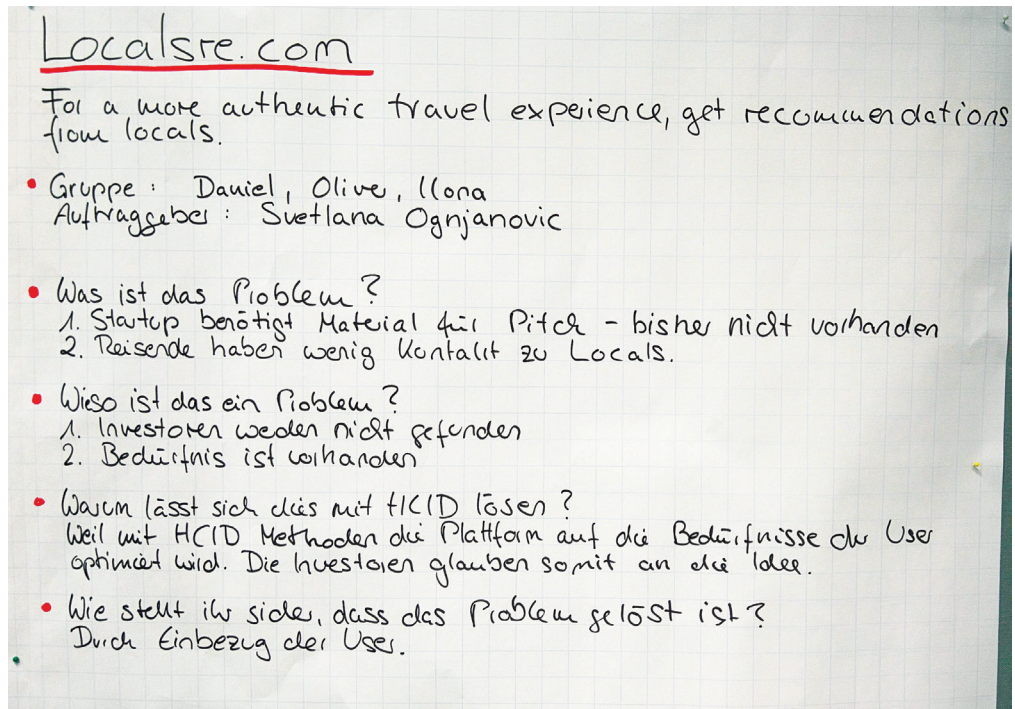 Localsre.com
For a more authentic travel experience, get recommendations
from locals.
• Gruppe: Daniel, Olive, Ilona
Auftraggeber: Svetlana Ognjanovic
• Was ist das Problem?
1. Startup benötigt Material für Pitch - bisher nicht vorhanden
2. Reisende haben wenig Kontakt zu Locals.
• Wieso ist das ein Problem?
1. Investoren werden nicht gefunden
2. Bedürfnis ist vorhanden
• Warum lässt sich dies mit HCID lösen?
Weil mit HCID Methoden die Plattform auf die Bedürfnisse der User
optimiert wird. Die Investoren glauben somit an die Idee.
• Wie stellt ihr sicher, dass das Problem gelöst ist?
Durch Einbezug der User.